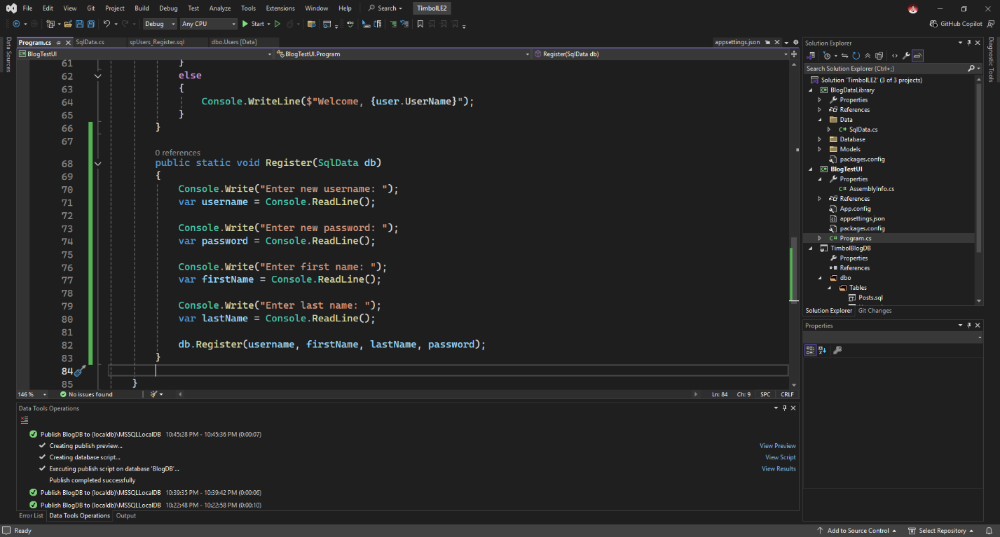 File Edit View Git Project Build Debug Test Analyze Tools Extensions Window Help Search TimbolLE2
Debug Any CPU Start GitHub Copilot
Program.cs SqlData.cs spUsers_Register.sql dbo.Users [Data] appsettings.json
BlogTestUI BlogTestUI.Program Register(SqlData db)
Data Sources
61 }
62 else
63 {
64 Console.WriteLine($"Welcome, {user.UserName}");
65 }
66 }
67
0 references
68 public static void Register(SqlData db)
69 {
70 Console.Write("Enter new username: ");
71 var username = Console.ReadLine();
72
73 Console.Write("Enter new password: ");
74 var password = Console.ReadLine();
75
76 Console.Write("Enter first name: ");
77 var firstName = Console.ReadLine();
78
79 Console.Write("Enter last name: ");
80 var lastName = Console.ReadLine();
81
82 db.Register(username, firstName, lastName, password);
83 }
84
85 }
146 % No issues found Ln: 84 Ch: 9 SPC CRLF
Data Tools Operations
Publish BlogDB to (localdb)\MSSQLLocalDB 10:45:28 PM - 10:45:36 PM (0:00:07)
Creating publish preview... View Preview
Creating database script... View Script
Executing publish script on database 'BlogDB'... View Results
Publish completed successfully
Publish BlogDB to (localdb)\MSSQLLocalDB 10:39:35 PM - 10:39:42 PM (0:00:06)
Publish BlogDB to (localdb)\MSSQLLocalDB 10:22:48 PM - 10:22:58 PM (0:00:10)
Error List Data Tools Operations Output
Solution Explorer
Search Solution Explorer (Ctrl+;)
Solution 'TimbolLE2' (3 of 3 projects)
BlogDataLibrary
Properties
References
Data
C# SqlData.cs
Database
Models
packages.config
BlogTestUI
Properties
C# AssemblyInfo.cs
References
App.config
appsettings.json
packages.config
C# Program.cs
TimbolBlogDB
Properties
References
dbo
Tables
Posts.sql
Solution Explorer Git Changes
Properties
Diagnostic Tools
Ready Add to Source Control Select Repository